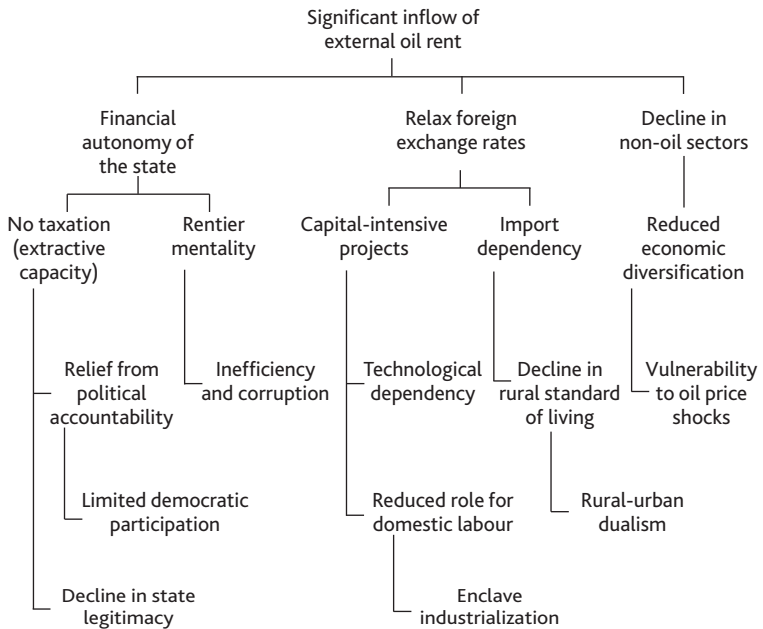 Significant inflow of
external oil rent
Financial
autonomy of
the state
Relax foreign
exchange rates
Decline in
non-oil sectors
No taxation
(extractive
capacity)
Rentier
mentality
Capital-intensive
projects
Import
dependency
Reduced
economic
diversification
Relief from
political
accountability
Inefficiency
and corruption
Technological
dependency
Decline in
rural standard
of living
Vulnerability
to oil price
shocks
Limited democratic
participation
Reduced role for
domestic labour
Rural-urban
dualism
Decline in state
legitimacy
Enclave
industrialization